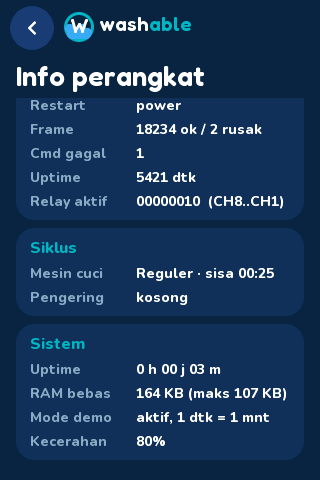 washable
Info perangkat
Restart power
Frame 18234 ok / 2 rusak
Cmd gagal 1
Uptime 5421 dtk
Relay aktif 00000010 (CH8..CH1)
Siklus
Mesin cuci Reguler · sisa 00:25
Pengering kosong
Sistem
Uptime 0 h 00 j 03 m
RAM bebas 164 KB (maks 107 KB)
Mode demo aktif, 1 dtk = 1 mnt
Kecerahan 80%